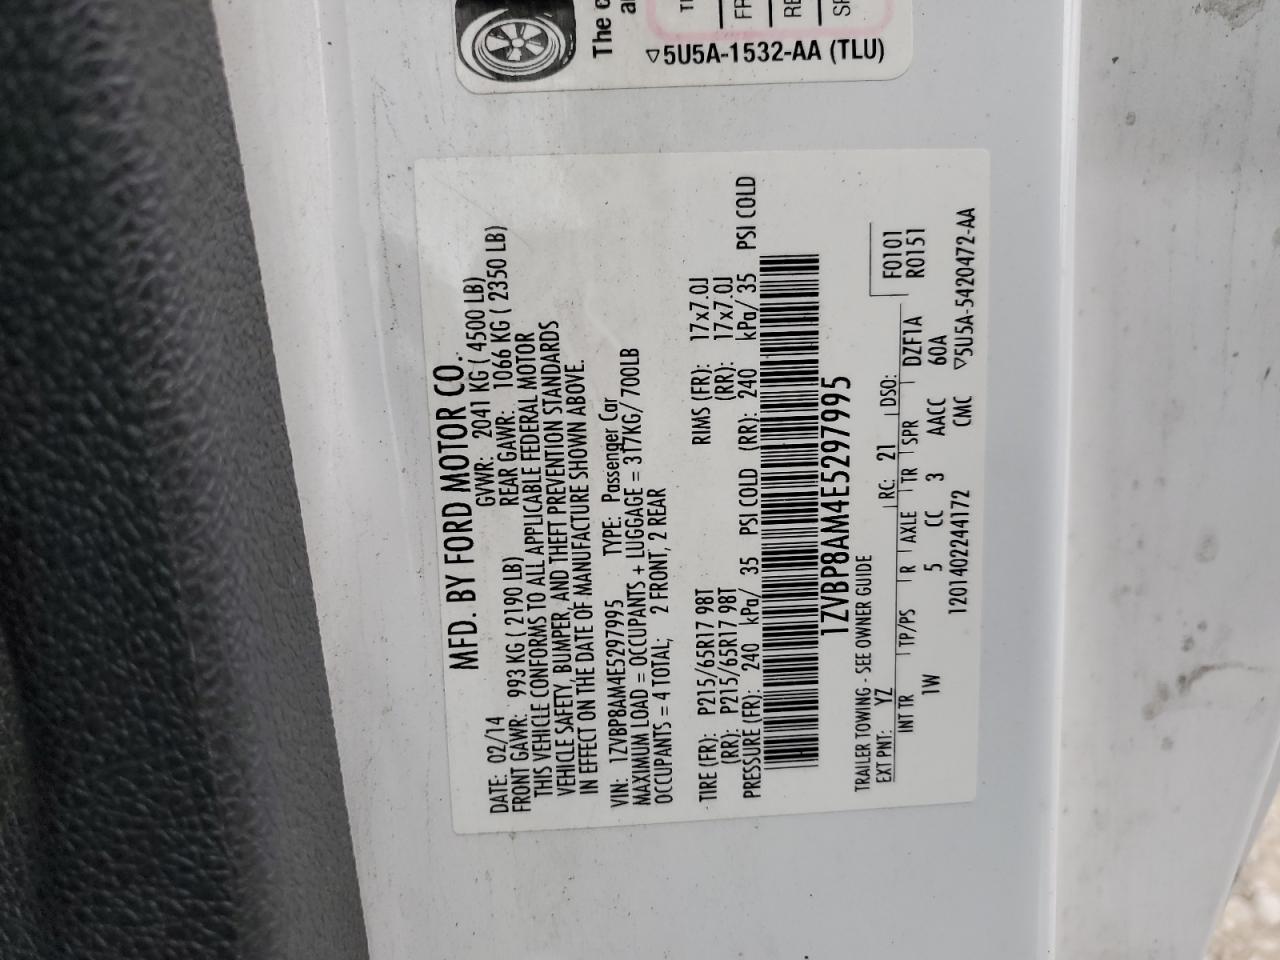 The
TI
FR
RE
SP
▽5U5A-1532-AA (TLU)
MFD. BY FORD MOTOR CO.
DATE: 02/14 GVWR: 2041 KG ( 4500 LB)
FRONT GAWR: 993 KG ( 2190 LB) REAR GAWR: 1066 KG ( 2350 LB)
THIS VEHICLE CONFORMS TO ALL APPLICABLE FEDERAL MOTOR
VEHICLE SAFETY, BUMPER, AND THEFT PREVENTION STANDARDS
IN EFFECT ON THE DATE OF MANUFACTURE SHOWN ABOVE.
VIN: 1ZVBP8AM4E5297995 TYPE: Passenger Car
MAXIMUM LOAD = OCCUPANTS + LUGGAGE = 317KG/ 700LB
OCCUPANTS = 4 TOTAL; 2 FRONT, 2 REAR
TIRE (FR): P215/65R17 98T RIMS (FR): 17x7.0J
(RR): P215/65R17 98T (RR): 17x7.0J
PRESSURE (FR): 240 kPa/ 35 PSI COLD (RR): 240 kPa/ 35 PSI COLD
1ZVBP8AM4E5297995
TRAILER TOWING - SEE OWNER GUIDE
EXT PNT: YZ RC: 21 DSO: F0101
R0151
INT TR TP/PS R AXLE TR SPR DZF1A
1W 5 CC 3 AACC 60A
1201402244172 CMC ▽5U5A-5420472-AA